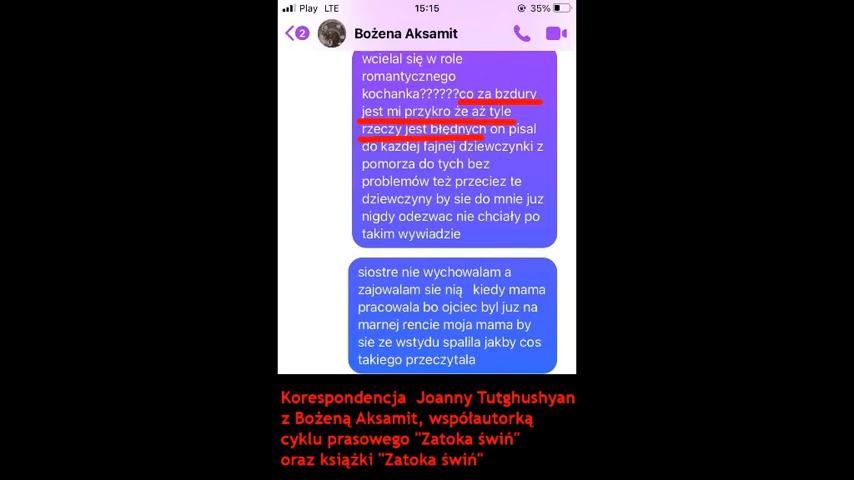 Play LTE 15:15 35%
2 Bożena Aksamit
wcielal się w role
romantycznego
kochanka??????co za bzdury
jest mi przykro że aż tyle
rzeczy jest błędnych on pisal
do kazdej fajnej dziewczynki z
pomorza do tych bez
problemów też przeciez te
dziewczyny by sie do mnie juz
nigdy odezwac nie chciały po
takim wywiadzie
siostre nie wychowalam a
zajowalam sie nią kiedy mama
pracowala bo ojciec byl juz na
marnej rencie moja mama by
sie ze wstydu spalila jakby cos
takiego przeczytala
Korespondencja Joanny Tutghushyan
z Bożeną Aksamit, współautorką
cyklu prasowego "Zatoka świń"
oraz książki "Zatoka świń"